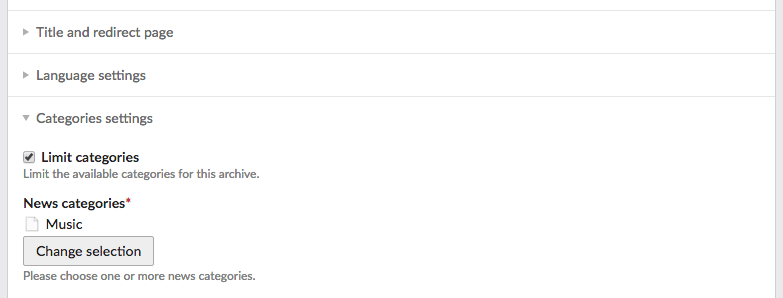 Title and redirect page
Language settings
Categories settings
Limit categories
Limit the available categories for this archive.
News categories*
Music
Change selection
Please choose one or more news categories.